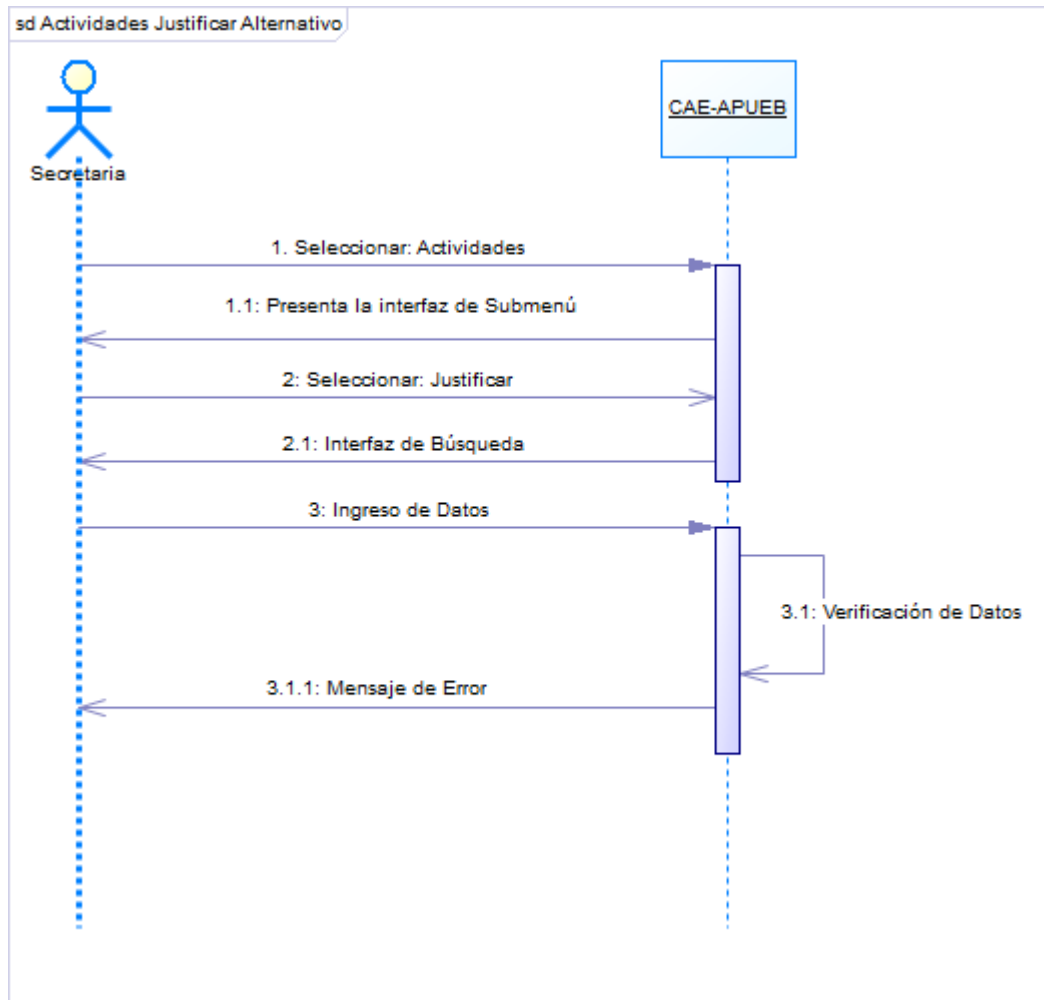 sd Actividades Justificar Alternativo
CAE-APUEB
Secretaria
1. Seleccionar: Actividades
1.1: Presenta la interfaz de Submenú
2: Seleccionar: Justificar
2.1: Interfaz de Búsqueda
3: Ingreso de Datos
3.1: Verificación de Datos
3.1.1: Mensaje de Error